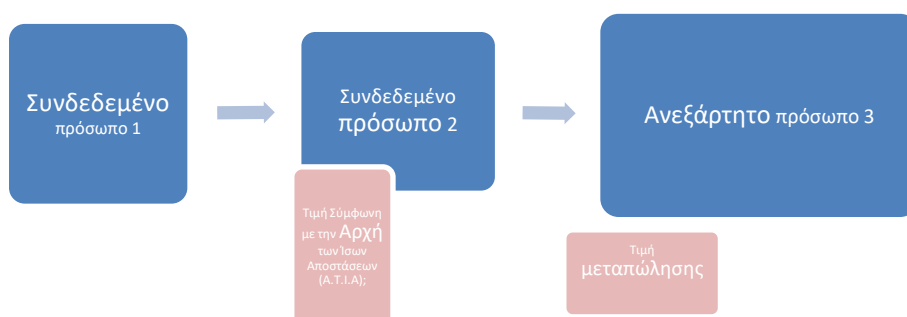 Συνδεδεμένο
πρόσωπο 1
Συνδεδεμένο
πρόσωπο 2
Ανεξάρτητο πρόσωπο 3
Τιμή Σύμφωνη
με την Αρχή
των Ίσων
Αποστάσεων
(Α.Τ.Ι.Α);
Τιμή
μεταπώλησης